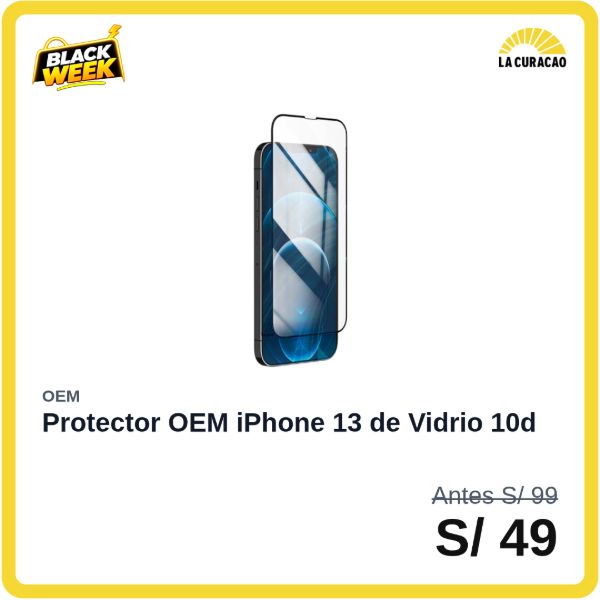 BLACK
WEEK
LA CURACAO
OEM
Protector OEM iPhone 13 de Vidrio 10d
Antes S/ 99
S/ 49